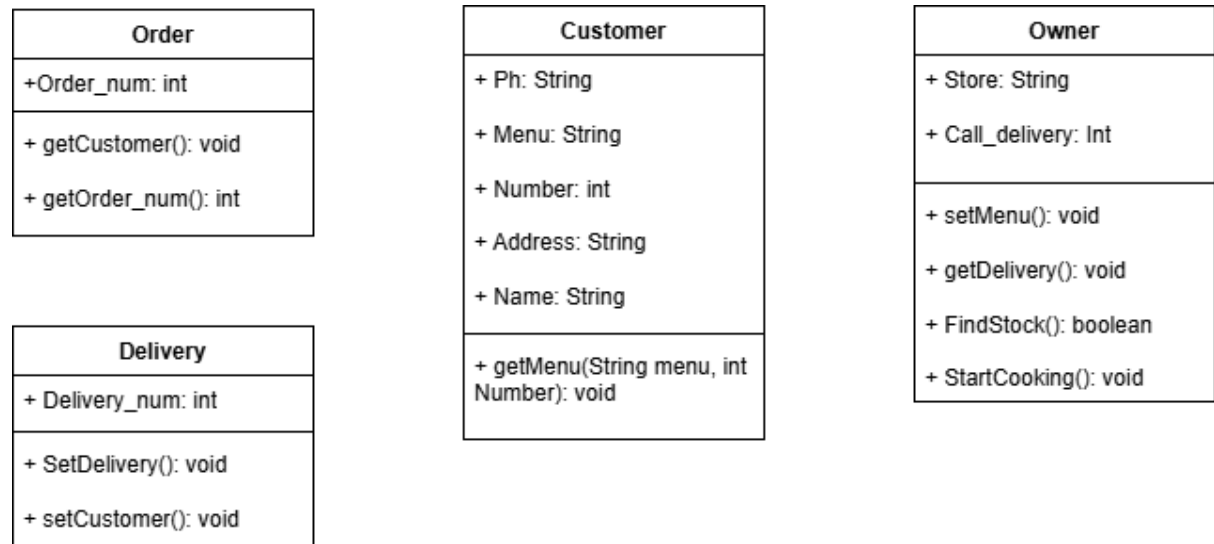 Order
+Order_num: int
+ getCustomer(): void
+ getOrder_num(): int
Delivery
+ Delivery_num: int
+ SetDelivery(): void
+ setCustomer(): void
Customer
+ Ph: String
+ Menu: String
+ Number: int
+ Address: String
+ Name: String
+ getMenu(String menu, int
Number): void
Owner
+ Store: String
+ Call_delivery: Int
+ setMenu(): void
+ getDelivery(): void
+ FindStock(): boolean
+ StartCooking(): void